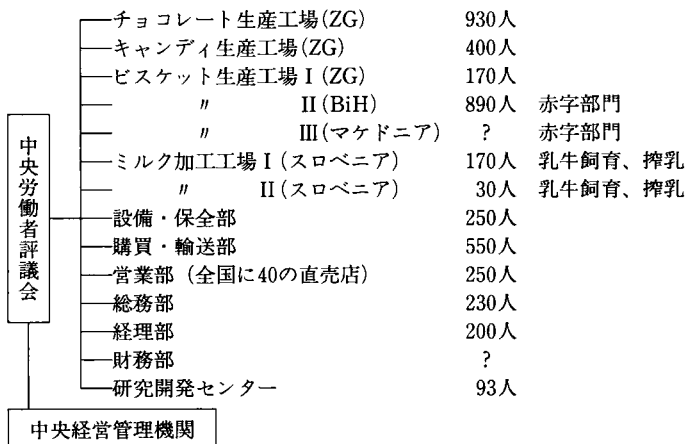 チョコレート生産工場(ZG) 930人
キャンディ生産工場(ZG) 400人
ビスケット生産工場Ⅰ(ZG) 170人
〃 Ⅱ(BiH) 890人 赤字部門
〃 Ⅲ(マケドニア) ? 赤字部門
ミルク加工工場Ⅰ(スロベニア) 170人 乳牛飼育、搾乳
〃 Ⅱ(スロベニア) 30人 乳牛飼育、搾乳
設備・保全部 250人
購買・輸送部 550人
営業部(全国に40の直売店) 250人
総務部 230人
経理部 200人
財務部 ?
研究開発センター 93人
中央労働者評議会
中央経営管理機関